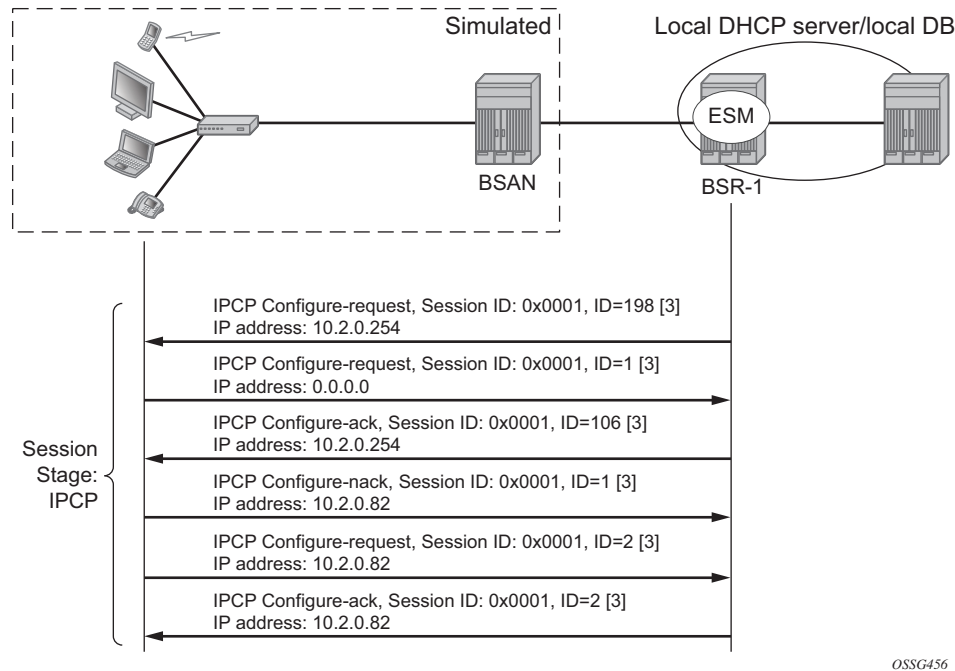 Simulated
Local DHCP server/local DB
ESM
BSAN
BSR-1
IPCP Configure-request, Session ID: 0x0001, ID=198 [3]
IP address: 10.2.0.254
IPCP Configure-request, Session ID: 0x0001, ID=1 [3]
IP address: 0.0.0.0
IPCP Configure-ack, Session ID: 0x0001, ID=106 [3]
IP address: 10.2.0.254
Session
Stage:
IPCP
IPCP Configure-nack, Session ID: 0x0001, ID=1 [3]
IP address: 10.2.0.82
IPCP Configure-request, Session ID: 0x0001, ID=2 [3]
IP address: 10.2.0.82
IPCP Configure-ack, Session ID: 0x0001, ID=2 [3]
IP address: 10.2.0.82
OSSG456